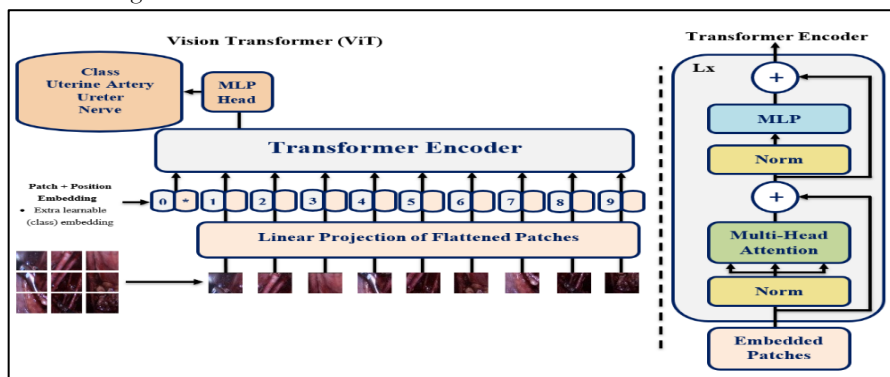 Vision Transformer (ViT)
Class
Uterine Artery
Ureter
Nerve
MLP
Head
Transformer Encoder
Patch + Position
Embedding
• Extra learnable
(class) embedding
0 * 1 2 3 4 5 6 7 8 9
Linear Projection of Flattened Patches
Transformer Encoder
Lx
+
MLP
Norm
+
Multi-Head
Attention
Norm
Embedded
Patches